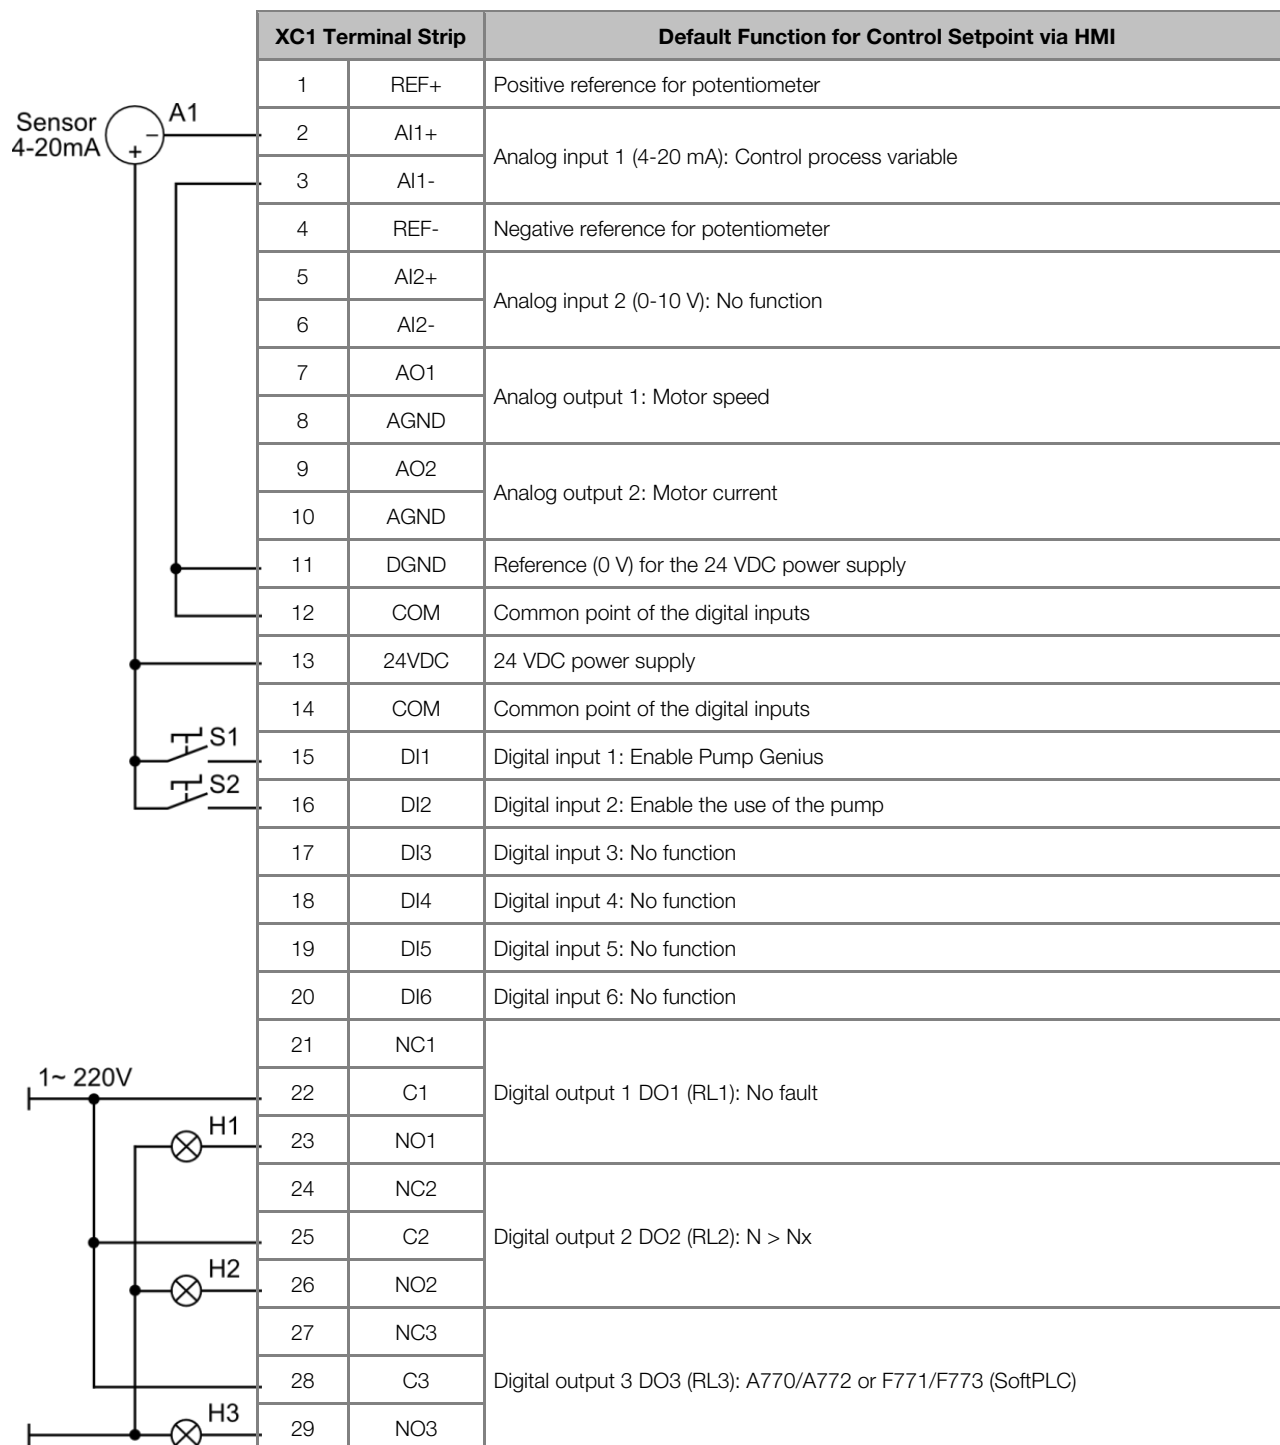 XC1 Terminal Strip Default Function for Control Setpoint via HMI
1 REF+ Positive reference for potentiometer
Sensor 4-20mA
A1
- +
2 AI1+ Analog input 1 (4-20 mA): Control process variable
3 AI1-
4 REF- Negative reference for potentiometer
5 AI2+ Analog input 2 (0-10 V): No function
6 AI2-
7 AO1 Analog output 1: Motor speed
8 AGND
9 AO2 Analog output 2: Motor current
10 AGND
11 DGND Reference (0 V) for the 24 VDC power supply
12 COM Common point of the digital inputs
13 24VDC 24 VDC power supply
14 COM Common point of the digital inputs
S1
15 DI1 Digital input 1: Enable Pump Genius
S2
16 DI2 Digital input 2: Enable the use of the pump
17 DI3 Digital input 3: No function
18 DI4 Digital input 4: No function
19 DI5 Digital input 5: No function
20 DI6 Digital input 6: No function
21 NC1
1~ 220V
22 C1 Digital output 1 DO1 (RL1): No fault
H1
23 NO1
24 NC2
25 C2 Digital output 2 DO2 (RL2): N > Nx
H2
26 NO2
27 NC3
28 C3 Digital output 3 DO3 (RL3): A770/A772 or F771/F773 (SoftPLC)
H3
29 NO3